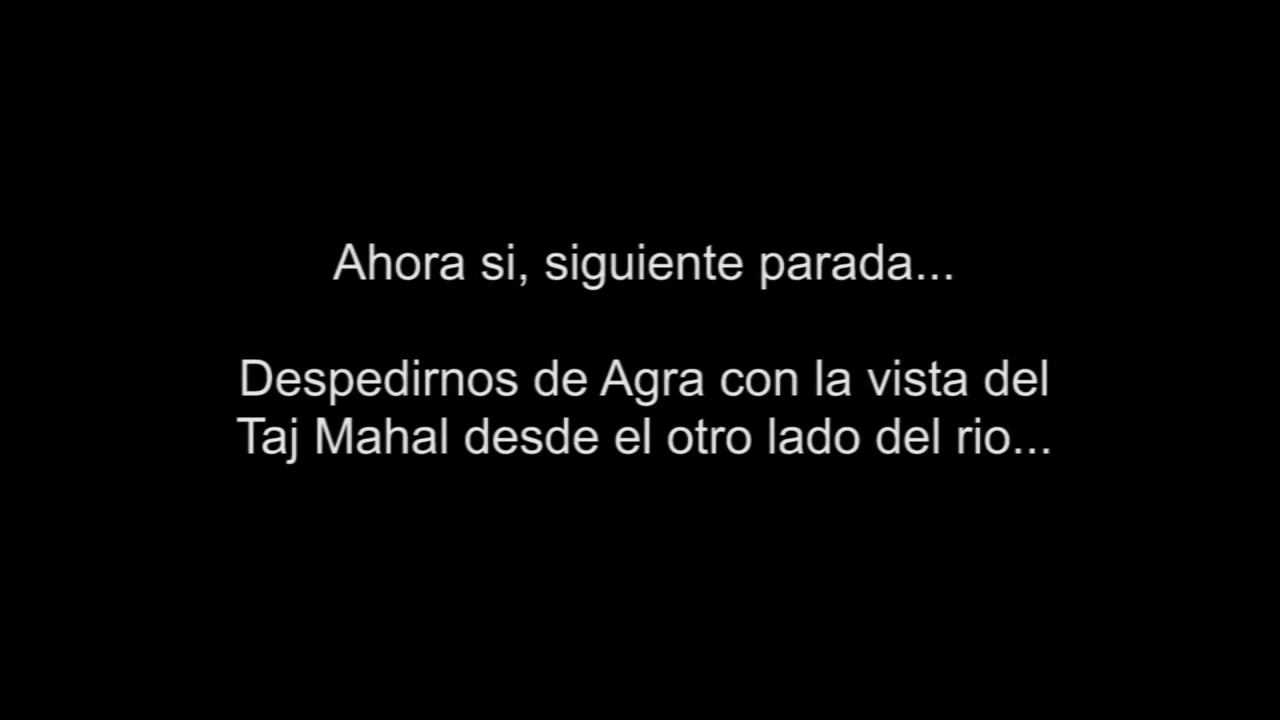 Ahora si, siguiente parada...
Despedirnos de Agra con la vista del
Taj Mahal desde el otro lado del rio...